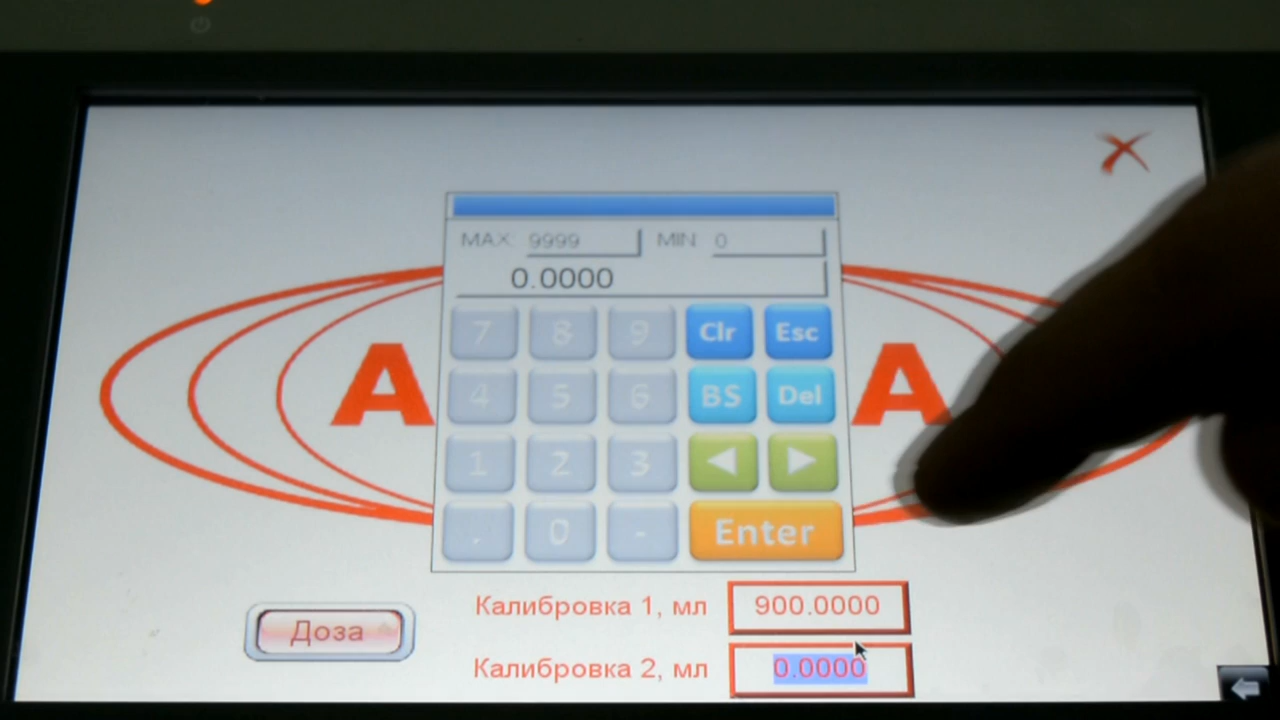 MAX 9999 MIN 0
0.0000
7 8 9 Clr Esc
4 5 6 BS Del
1 2 3
. 0 - Enter
A A
Калибровка 1, мл 900.0000
Доза
Калибровка 2, мл 0.0000